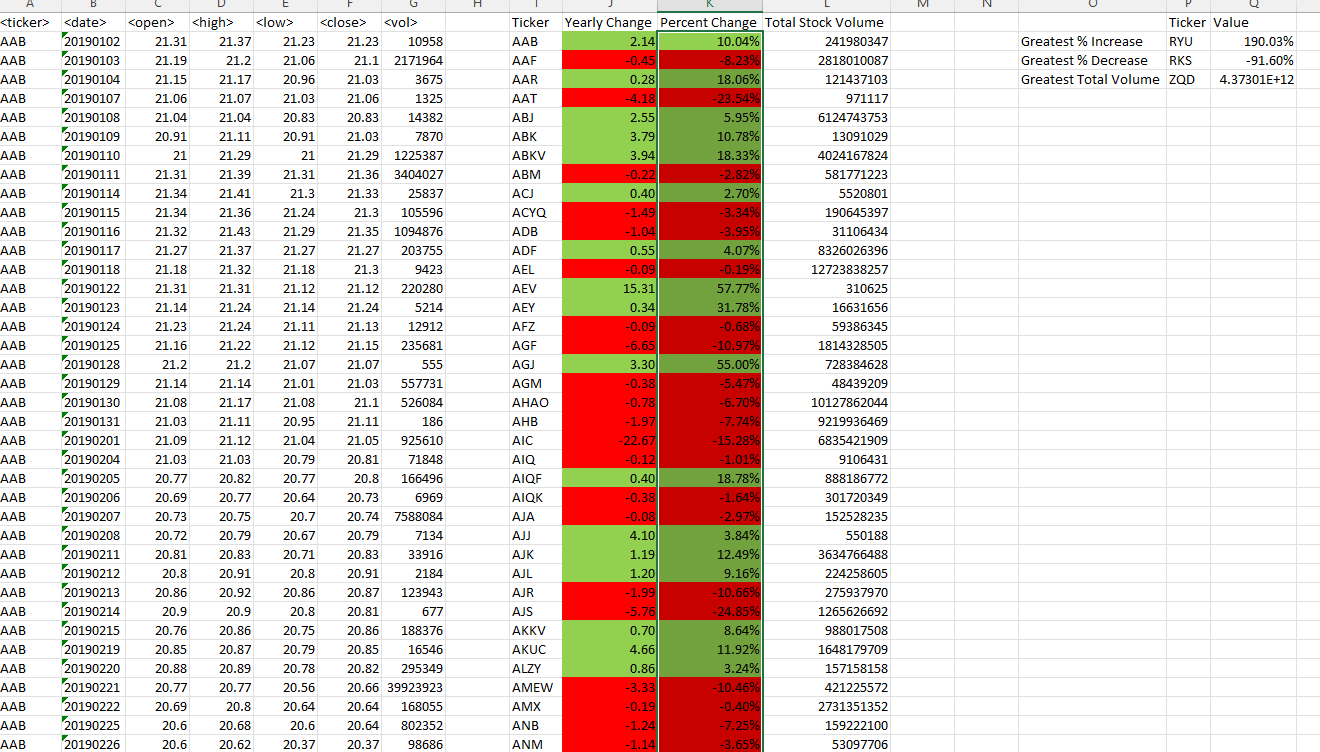 A B C D E F G H I J K L M N O P Q
<ticker> <date> <open> <high> <low> <close> <vol> Ticker Yearly Change Percent Change Total Stock Volume Ticker Value
AAB 20190102 21.31 21.37 21.23 21.23 10958 AAB 2.14 10.04% 241980347 Greatest % Increase RYU 190.03%
AAB 20190103 21.19 21.2 21.06 21.1 2171964 AAF -0.45 -8.23% 2818010087 Greatest % Decrease RKS -91.60%
AAB 20190104 21.15 21.17 20.96 21.03 3675 AAR 0.28 18.06% 121437103 Greatest Total Volume ZQD 4.37301E+12
AAB 20190107 21.06 21.07 21.03 21.06 1325 AAT -4.18 -23.54% 971117
AAB 20190108 21.04 21.04 20.83 20.83 14382 ABJ 2.55 5.95% 6124743753
AAB 20190109 20.91 21.11 20.91 21.03 7870 ABK 3.79 10.78% 13091029
AAB 20190110 21 21.29 21 21.29 1225387 ABKV 3.94 18.33% 4024167824
AAB 20190111 21.31 21.39 21.31 21.36 3404027 ABM -0.22 -2.82% 581771223
AAB 20190114 21.34 21.41 21.3 21.33 25837 ACJ 0.40 2.70% 5520801
AAB 20190115 21.34 21.36 21.24 21.3 105596 ACYQ -1.49 -3.34% 190645397
AAB 20190116 21.32 21.43 21.29 21.35 1094876 ADB -1.04 -3.95% 31106434
AAB 20190117 21.27 21.37 21.27 21.27 203755 ADF 0.55 4.07% 8326026396
AAB 20190118 21.18 21.32 21.18 21.3 9423 AEL -0.09 -0.19% 12723838257
AAB 20190122 21.31 21.31 21.12 21.12 220280 AEV 15.31 57.77% 310625
AAB 20190123 21.14 21.24 21.14 21.24 5214 AEY 0.34 31.78% 16631656
AAB 20190124 21.23 21.24 21.11 21.13 12912 AFZ -0.09 -0.68% 59386345
AAB 20190125 21.16 21.22 21.12 21.15 235681 AGF -6.65 -10.97% 1814328505
AAB 20190128 21.2 21.2 21.07 21.07 555 AGJ 3.30 55.00% 728384628
AAB 20190129 21.14 21.14 21.01 21.03 557731 AGM -0.38 -5.47% 48439209
AAB 20190130 21.08 21.17 21.08 21.1 526084 AHAO -0.78 -6.70% 10127862044
AAB 20190131 21.03 21.11 20.95 21.11 186 AHB -1.97 -7.74% 9219936469
AAB 20190201 21.09 21.12 21.04 21.05 925610 AIC -22.67 -15.28% 6835421909
AAB 20190204 21.03 21.03 20.79 20.81 71848 AIQ -0.12 -1.01% 9106431
AAB 20190205 20.77 20.82 20.77 20.8 166496 AIQF 0.40 18.78% 888186772
AAB 20190206 20.69 20.77 20.64 20.73 6969 AIQK -0.38 -1.64% 301720349
AAB 20190207 20.73 20.75 20.7 20.74 7588084 AJA -0.08 -2.97% 152528235
AAB 20190208 20.72 20.79 20.67 20.79 7134 AJJ 4.10 3.84% 550188
AAB 20190211 20.81 20.83 20.71 20.83 33916 AJK 1.19 12.49% 3634766488
AAB 20190212 20.8 20.91 20.8 20.91 2184 AJL 1.20 9.16% 224258605
AAB 20190213 20.86 20.92 20.86 20.87 123943 AJR -1.99 -10.66% 275937970
AAB 20190214 20.9 20.9 20.8 20.81 677 AJS -5.76 -24.85% 1265626692
AAB 20190215 20.76 20.86 20.75 20.86 188376 AKKV 0.70 8.64% 988017508
AAB 20190219 20.85 20.87 20.79 20.85 16546 AKUC 4.66 11.92% 1648179709
AAB 20190220 20.88 20.89 20.78 20.82 295349 ALZY 0.86 3.24% 157158158
AAB 20190221 20.77 20.77 20.56 20.66 39923923 AMEW -3.33 -10.46% 421225572
AAB 20190222 20.69 20.8 20.64 20.64 168055 AMX -0.19 -0.40% 2731351352
AAB 20190225 20.6 20.68 20.6 20.64 802352 ANB -1.24 -7.25% 159222100
AAB 20190226 20.6 20.62 20.37 20.37 98686 ANM -1.14 -3.65% 53097706